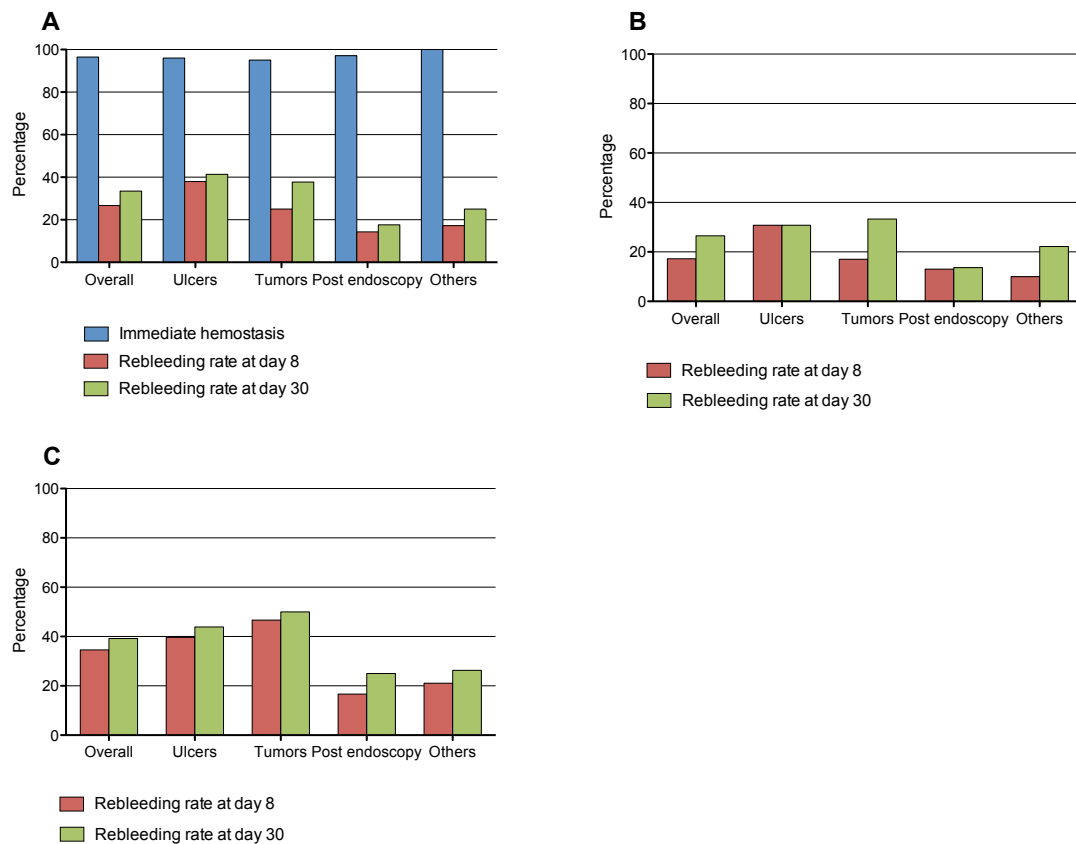 A
Percentage
100
80
60
40
20
0
Overall Ulcers Tumors Post endoscopy Others
Immediate hemostasis
Rebleeding rate at day 8
Rebleeding rate at day 30
B
Percentage
100
80
60
40
20
0
Overall Ulcers Tumors Post endoscopy Others
Rebleeding rate at day 8
Rebleeding rate at day 30
C
Percentage
100
80
60
40
20
0
Overall Ulcers Tumors Post endoscopy Others
Rebleeding rate at day 8
Rebleeding rate at day 30